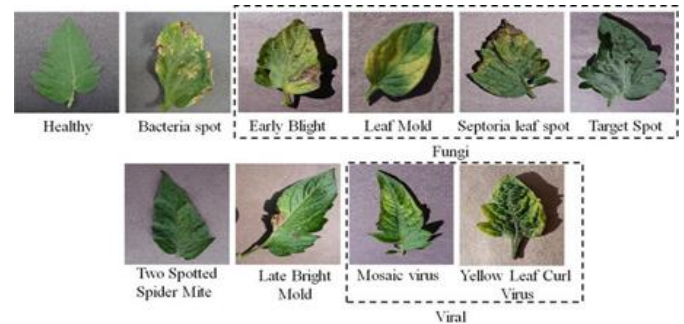 Healthy
Bacteria spot
Early Blight
Leaf Mold
Septoria leaf spot
Target Spot
Fungi
Two Spotted
Spider Mite
Late Bright
Mold
Mosaic virus
Yellow Leaf Curl
Virus
Viral